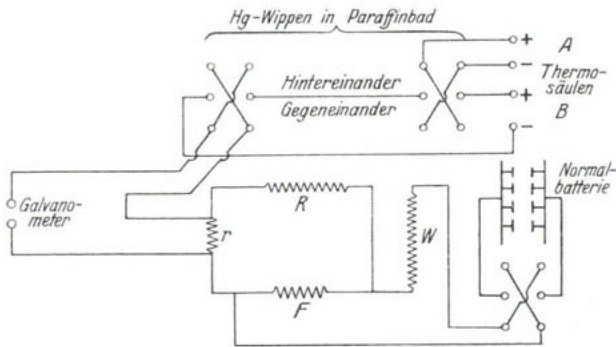 Hg-Wippen in Paraffinbad
+ A
−
Hintereinander
Thermo-
säulen
Gegeneinander
+ B
−
Normal-
batterie
Galvano-
meter
R
r
W
F